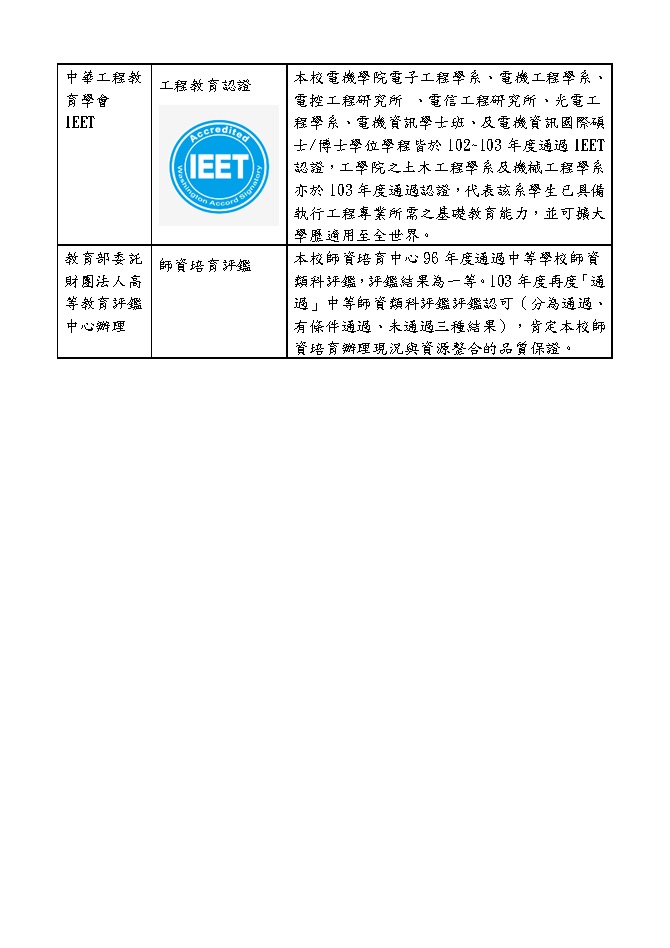 中華工程教
育學會
IEET
工程教育認證
Accredited
IEET
Washington Accord Signatory
本校電機學院電子工程學系、電機工程學系、
電控工程研究所 、電信工程研究所、光電工
程學系、電機資訊學士班、及電機資訊國際碩
士/博士學位學程皆於 102~103 年度通過 IEET
認證，工學院之土木工程學系及機械工程學系
亦於 103 年度通過認證，代表該系學生已具備
執行工程專業所需之基礎教育能力，並可擴大
學歷適用至全世界。
教育部委託
財團法人高
等教育評鑑
中心辦理
師資培育評鑑
本校師資培育中心 96 年度通過中等學校師資
類科評鑑，評鑑結果為一等。103 年度再度「通
過」中等師資類科評鑑評鑑認可（分為通過、
有條件通過、未通過三種結果），肯定本校師
資培育辦理現況與資源整合的品質保證。